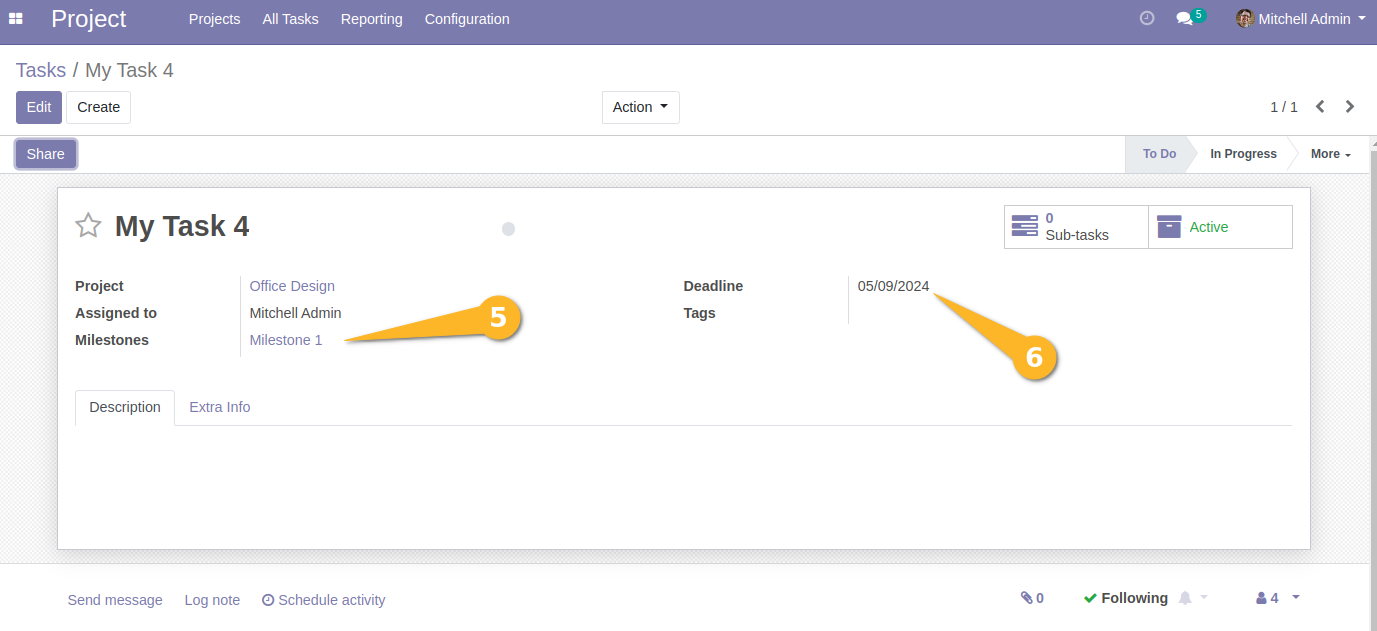 Project Projects All Tasks Reporting Configuration 5 Mitchell Admin
Tasks / My Task 4
Edit Create Action 1 / 1
Share To Do In Progress More
My Task 4
0
Sub-tasks
Active
Project Office Design
Assigned to Mitchell Admin
Milestones Milestone 1
5
Deadline 05/09/2024
Tags
6
Description Extra Info
Send message Log note Schedule activity 0 Following 4